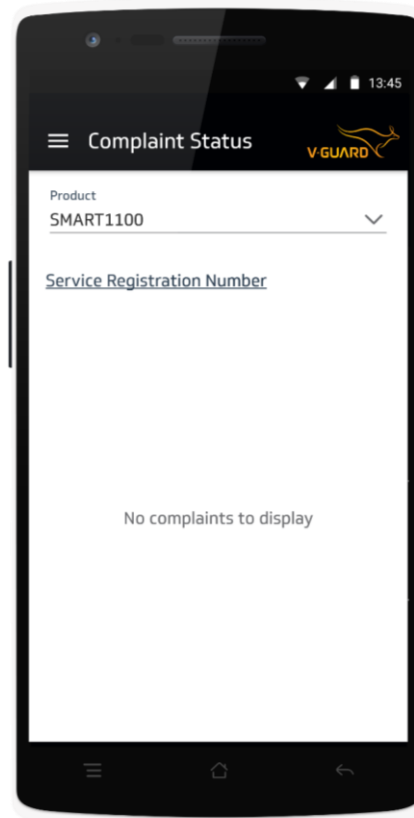 13:45
Complaint Status
V-GUARD
Product
SMART1100
Service Registration Number
No complaints to display